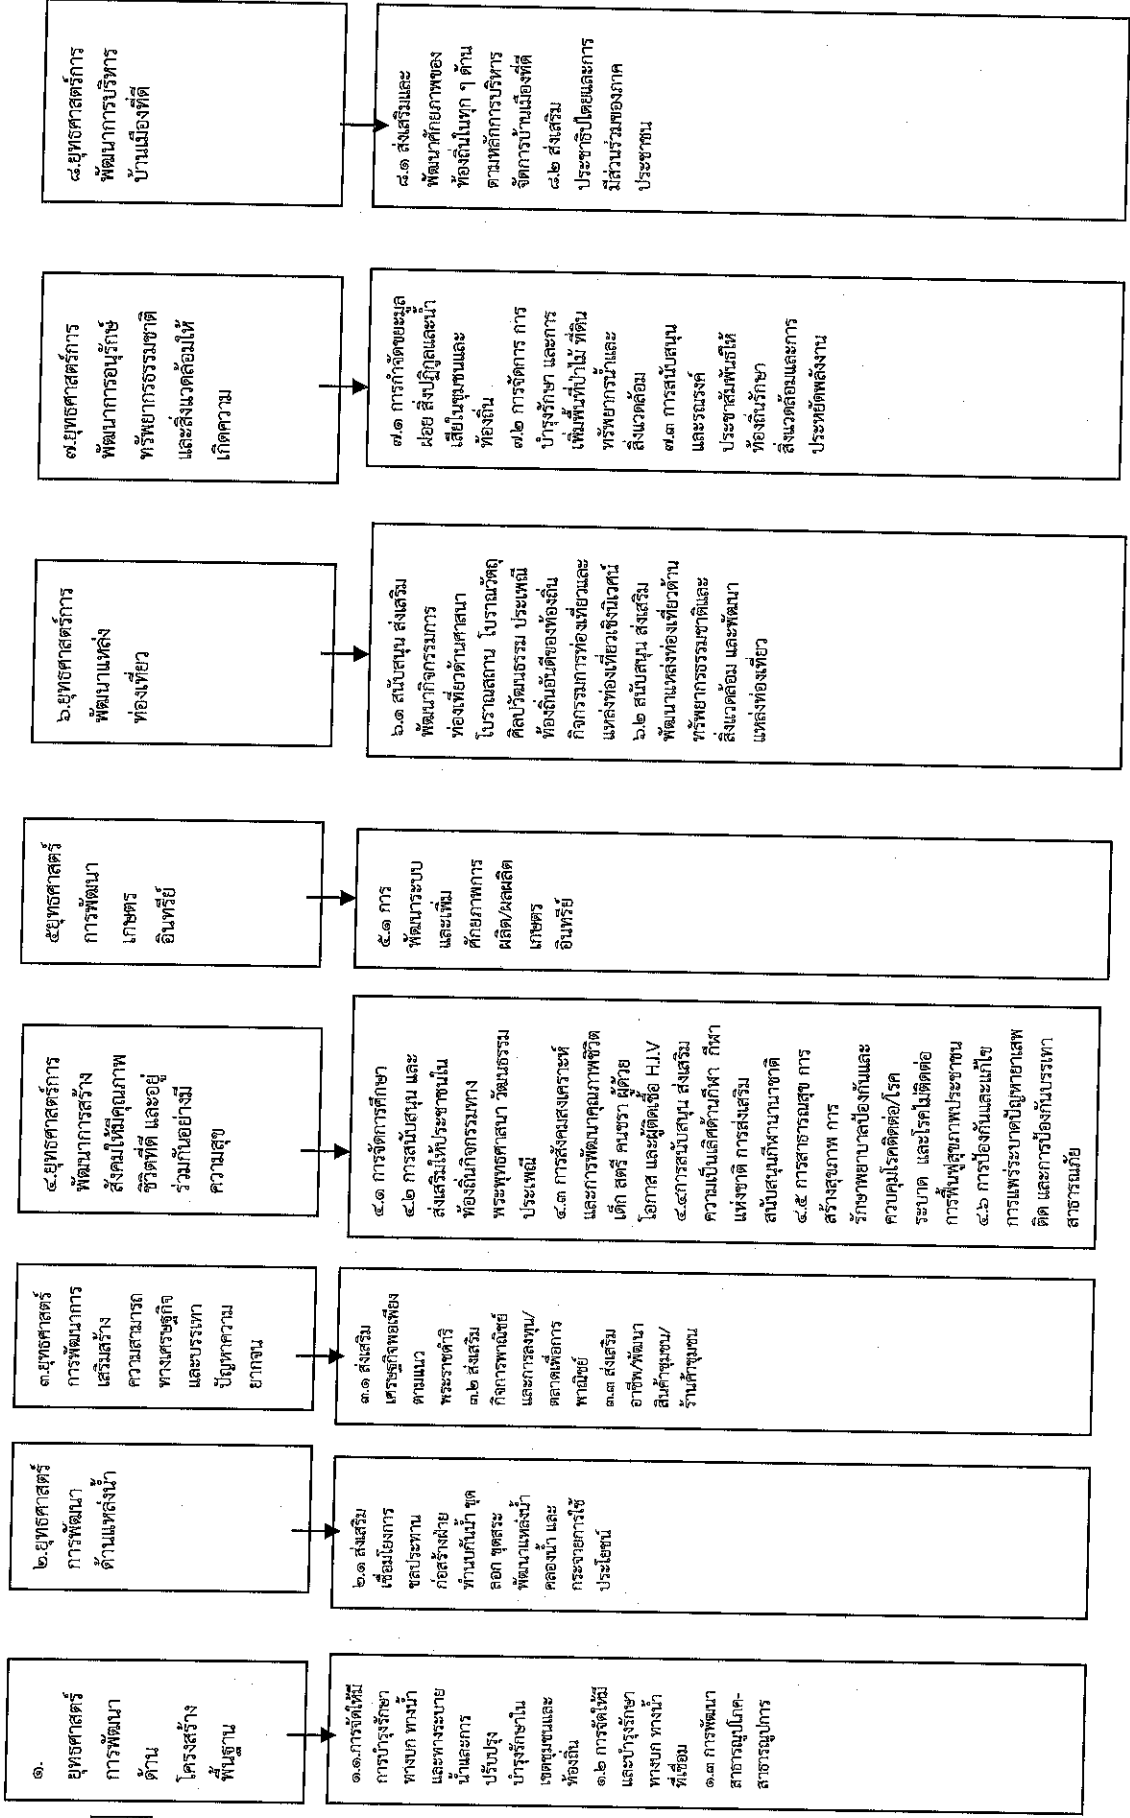 ๑.
ยุทธศาสตร์
การพัฒนา
ด้าน
โครงสร้าง
พื้นฐาน
๑.๑.การจัดให้มี
การบำรุงรักษา
ทางบก ทางน้ำ
และทางระบาย
น้ำและการ
ปรับปรุง
บำรุงรักษาใน
เขตชุมชนและ
ท้องถิ่น
๑.๒ การจัดให้มี
และบำรุงรักษา
ทางบก ทางน้ำ
ที่เชื่อม
๑.๓ การพัฒนา
สาธารณูปโภค-
สาธารณูปการ
๒.ยุทธศาสตร์
การพัฒนา
ด้านแหล่งน้ำ
๒.๑ ส่งเสริม
เชื่อมโยงการ
ชลประทาน
ก่อสร้างฝาย
ทำนบกันน้ำ ขุด
ลอก ขุดสระ
พัฒนาแหล่งน้ำ
คลองน้ำ และ
กระจายการใช้
ประโยชน์
๓.ยุทธศาสตร์
การพัฒนาการ
เสริมสร้าง
ความสามารถ
ทางเศรษฐกิจ
และบรรเทา
ปัญหาความ
ยากจน
๓.๑ ส่งเสริม
เศรษฐกิจพอเพียง
ตามแนว
พระราชดำริ
๓.๒ ส่งเสริม
กิจการพาณิชย์
และการลงทุน/
ตลาดเพื่อการ
พาณิชย์
๓.๓ ส่งเสริม
อาชีพ/พัฒนา
สินค้าชุมชน/
ร้านค้าชุมชน
๔.ยุทธศาสตร์การ
พัฒนาการสร้าง
สังคมให้มีคุณภาพ
ชีวิตที่ดี และอยู่
ร่วมกันอย่างมี
ความสุข
๔.๑ การจัดการศึกษา
๔.๒ การสนับสนุน และ
ส่งเสริมให้ประชาชนใน
ท้องถิ่นกิจกรรมทาง
พระพุทธศาสนา วัฒนธรรม
ประเพณี
๔.๓ การสังคมสงเคราะห์
และการพัฒนาคุณภาพชีวิต
เด็ก สตรี คนชรา ผู้ด้วย
โอกาส และผู้ติดเชื้อ H.I.V
๔.๔การสนับสนุน ส่งเสริม
ความเป็นเลิศด้านกีฬา กีฬา
แห่งชาติ การส่งเสริม
สนับสนุนกีฬานานาชาติ
๔.๕ การสาธารณสุข การ
สร้างสุขภาพ การ
รักษาพยาบาลป้องกันและ
ควบคุมโรคติดต่อ/โรค
ระบาด และโรคไม่ติดต่อ
การฟื้นฟูสุขภาพประชาชน
๔.๖ การป้องกันและแก้ไข
การแพร่ระบาดปัญหายาเสพ
ติด และการป้องกันบรรเทา
สาธารณภัย
๕ยุทธศาสตร์
การพัฒนา
เกษตร
อินทรีย์
๕.๑ การ
พัฒนาระบบ
และเพิ่ม
ศักยภาพการ
ผลิต/ผลผลิต
เกษตร
อินทรีย์
๖.ยุทธศาสตร์การ
พัฒนาแหล่ง
ท่องเที่ยว
๖.๑ สนับสนุน ส่งเสริม
พัฒนากิจกรรมการ
ท่องเที่ยวด้านศาสนา
โบราณสถาน โบราณวัตถุ
ศิลปวัฒนธรรม ประเพณี
ท้องถิ่นอันดีของท้องถิ่น
กิจกรรมการท่องเที่ยวและ
แหล่งท่องเที่ยวเชิงนิเวศน์
๖.๒ สนับสนุน ส่งเสริม
พัฒนาแหล่งท่องเที่ยวด้าน
ทรัพยากรธรรมชาติและ
สิ่งแวดล้อม และพัฒนา
แหล่งท่องเที่ยว
๗.ยุทธศาสตร์การ
พัฒนาการอนุรักษ์
ทรัพยากรธรรมชาติ
และสิ่งแวดล้อมให้
เกิดความ
๗.๑ การกำจัดขยะมูล
ฝอย สิ่งปฏิกูลและน้ำ
เสียในชุมชนและ
ท้องถิ่น
๗.๒ การจัดการ การ
บำรุงรักษา และการ
เพิ่มพื้นที่ป่าไม้ ที่ดิน
ทรัพยากรน้ำและ
สิ่งแวดล้อม
๗.๓ การสนับสนุน
และรณรงค์
ประชาสัมพันธ์ให้
ท้องถิ่นรักษา
สิ่งแวดล้อมและการ
ประหยัดพลังงาน
๘.ยุทธศาสตร์การ
พัฒนาการบริหาร
บ้านเมืองที่ดี
๘.๑ ส่งเสริมและ
พัฒนาศักยภาพของ
ท้องถิ่นในทุก ๆ ด้าน
ตามหลักการบริหาร
จัดการบ้านเมืองที่ดี
๘.๒ ส่งเสริม
ประชาธิปไตยและการ
มีส่วนร่วมของภาค
ประชาชน